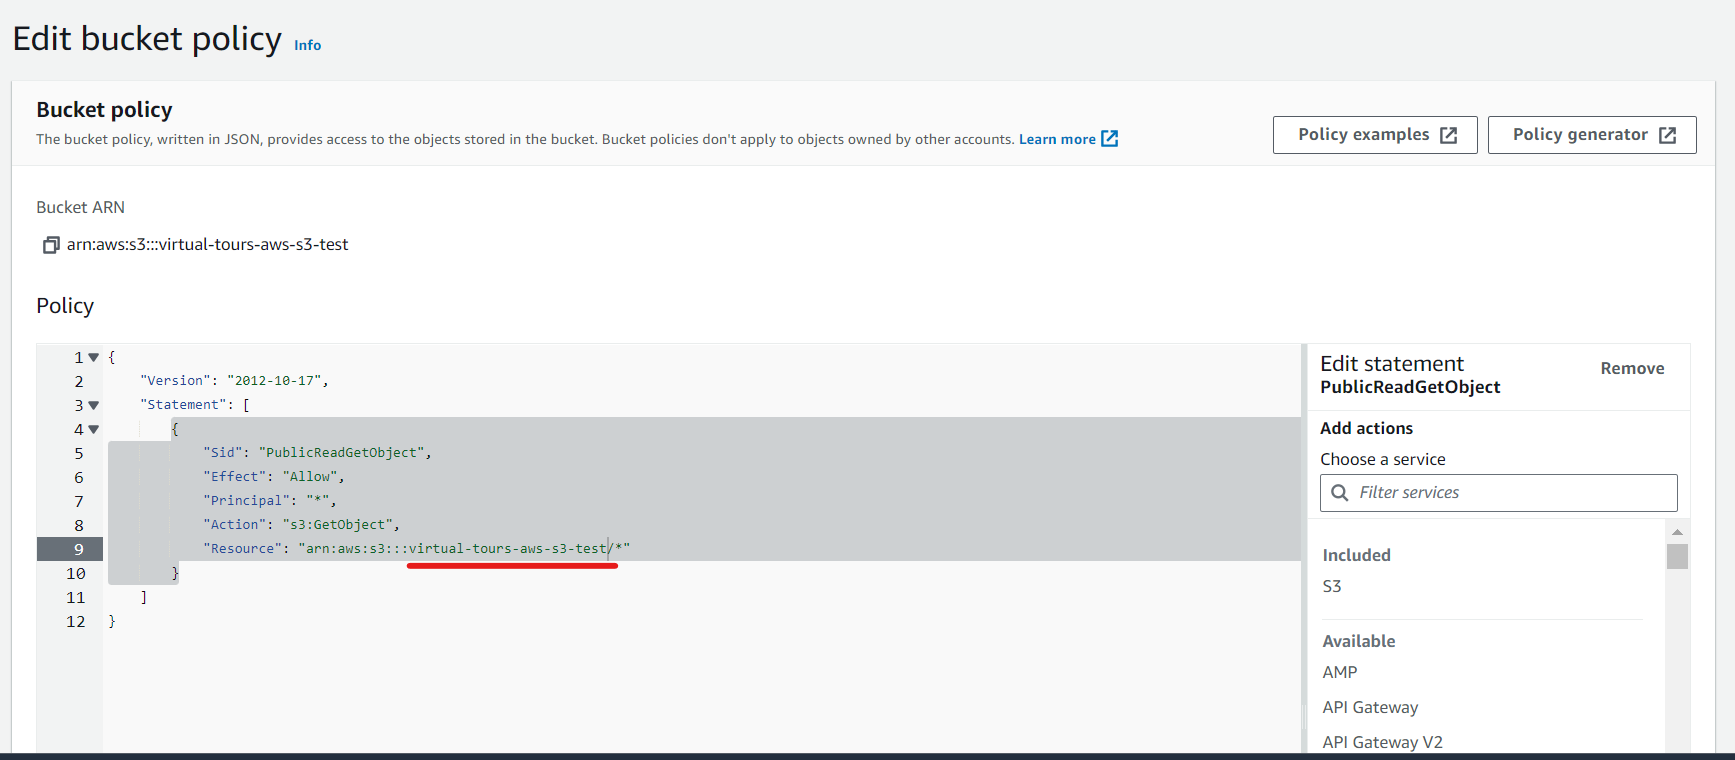 Edit bucket policy Info
Bucket policy
The bucket policy, written in JSON, provides access to the objects stored in the bucket. Bucket policies don't apply to objects owned by other accounts. Learn more
Policy examples
Policy generator
Bucket ARN
arn:aws:s3:::virtual-tours-aws-s3-test
Policy
1 {
2 "Version": "2012-10-17",
3 "Statement": [
4 {
5 "Sid": "PublicReadGetObject",
6 "Effect": "Allow",
7 "Principal": "*",
8 "Action": "s3:GetObject",
9 "Resource": "arn:aws:s3:::virtual-tours-aws-s3-test/*"
10 }
11 ]
12 }
Edit statement
Remove
PublicReadGetObject
Add actions
Choose a service
Filter services
Included
S3
Available
AMP
API Gateway
API Gateway V2